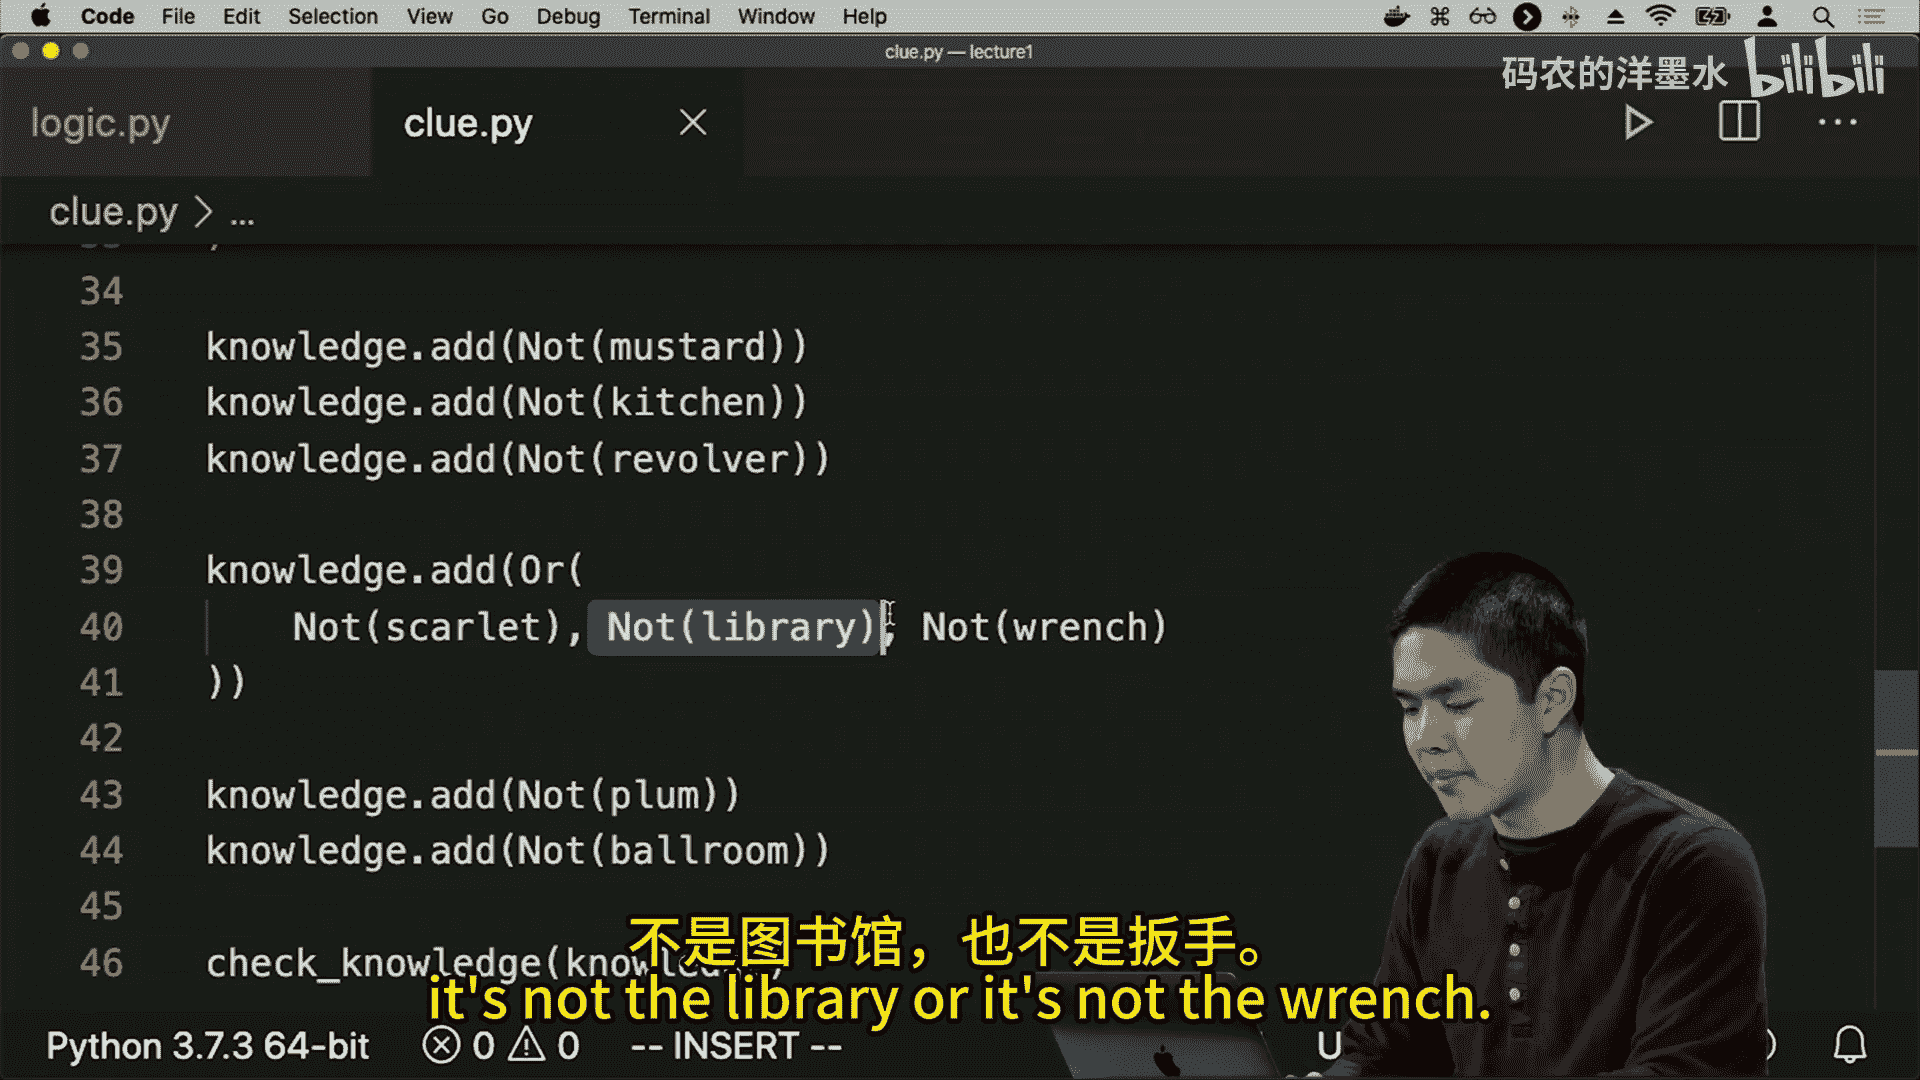 Code File Edit Selection View Go Debug Terminal Window Help
clue.py — lecture1
码农的洋墨水 bilibili
logic.py clue.py
clue.py > ...
34
35 knowledge.add(Not(mustard))
36 knowledge.add(Not(kitchen))
37 knowledge.add(Not(revolver))
38
39 knowledge.add(Or(
40 Not(scarlet), Not(library), Not(wrench)
41 ))
42
43 knowledge.add(Not(plum))
44 knowledge.add(Not(ballroom))
45
46 check_knowledge(knowledge)
不是图书馆，也不是扳手。
it's not the library or it's not the wrench.
Python 3.7.3 64-bit 0 0 -- INSERT -- U